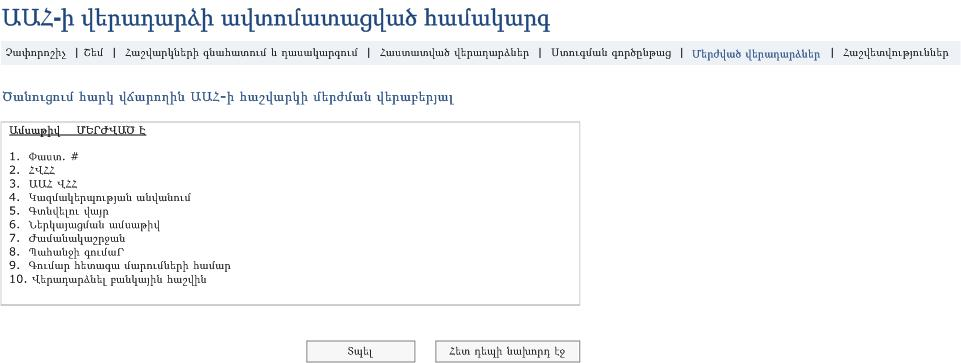 ԱԱՀ-ի վերադարձի ավտոմատացված համակարգ
Չափորոշիչ | Շեմ | Հաշվարկների գնահատում և դասակարգում | Հաստատված վերադարձներ | Ստուգման գործընթաց | Մերժված վերադարձներ | Հաշվետվություններ
Ծանուցում հարկ վճարողին ԱԱՀ-ի հաշվարկի մերժման վերաբերյալ
Ամսաթիվ ՄԵՐԺՎԱԾ Է
1. Փաստ. #
2. ՀՎՀՀ
3. ԱԱՀ ՎՀՀ
4. Կազմակերպության անվանում
5. Գտնվելու վայր
6. Ներկայացման ամսաթիվ
7. Ժամանակաշրջան
8. Պահանջի գումաՐ
9. Գումար հետագա մարումների համար
10. Վերադարձնել բանկային հաշվին
Տպել
Հետ դեպի նախորդ էջ